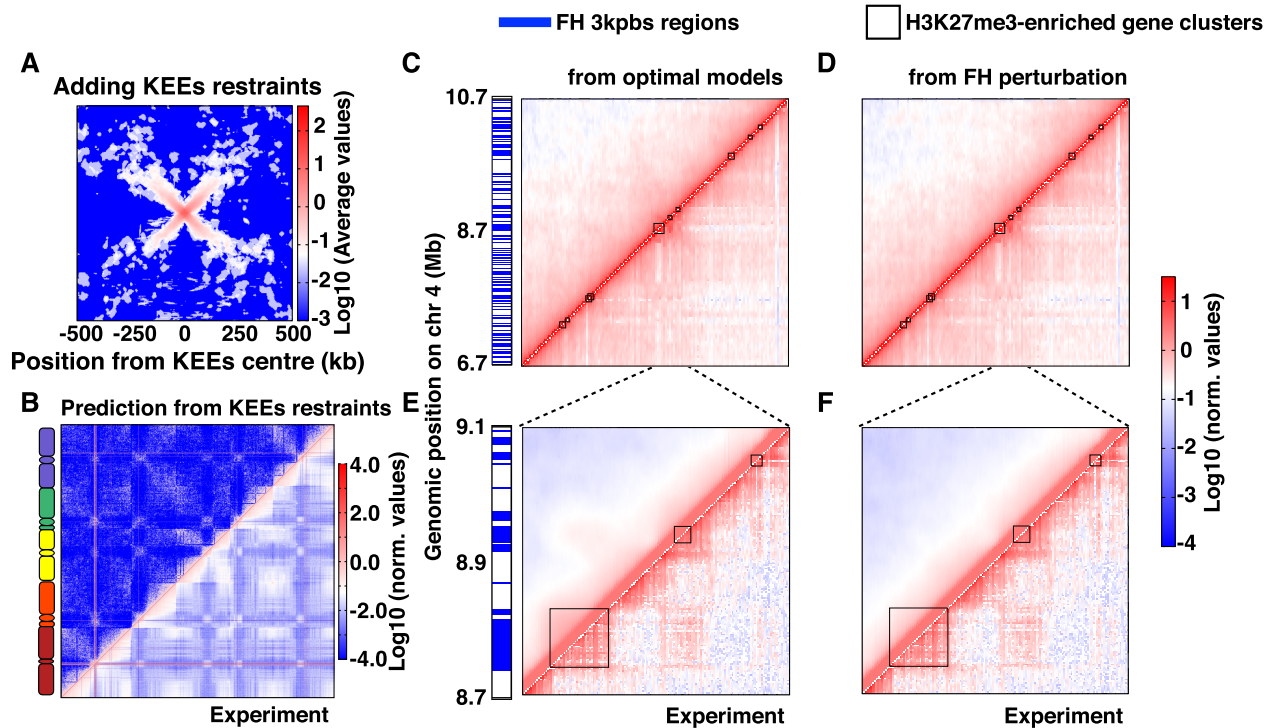 FH 3kpbs regions
H3K27me3-enriched gene clusters
A
Adding KEEs restraints
2
1
0
-1
-2
-3
Log10 (Average values)
-500 -250 0 250 500
Position from KEEs centre (kb)
B
Prediction from KEEs restraints
4.0
2.0
0.0
-2.0
-4.0
Log10 (norm. values)
Experiment
C
from optimal models
10.7
8.7
6.7
Genomic position on chr 4 (Mb)
D
from FH perturbation
1
0
-1
-2
-3
-4
Log10 (norm. values)
E
9.1
8.9
8.7
Experiment
F
Experiment